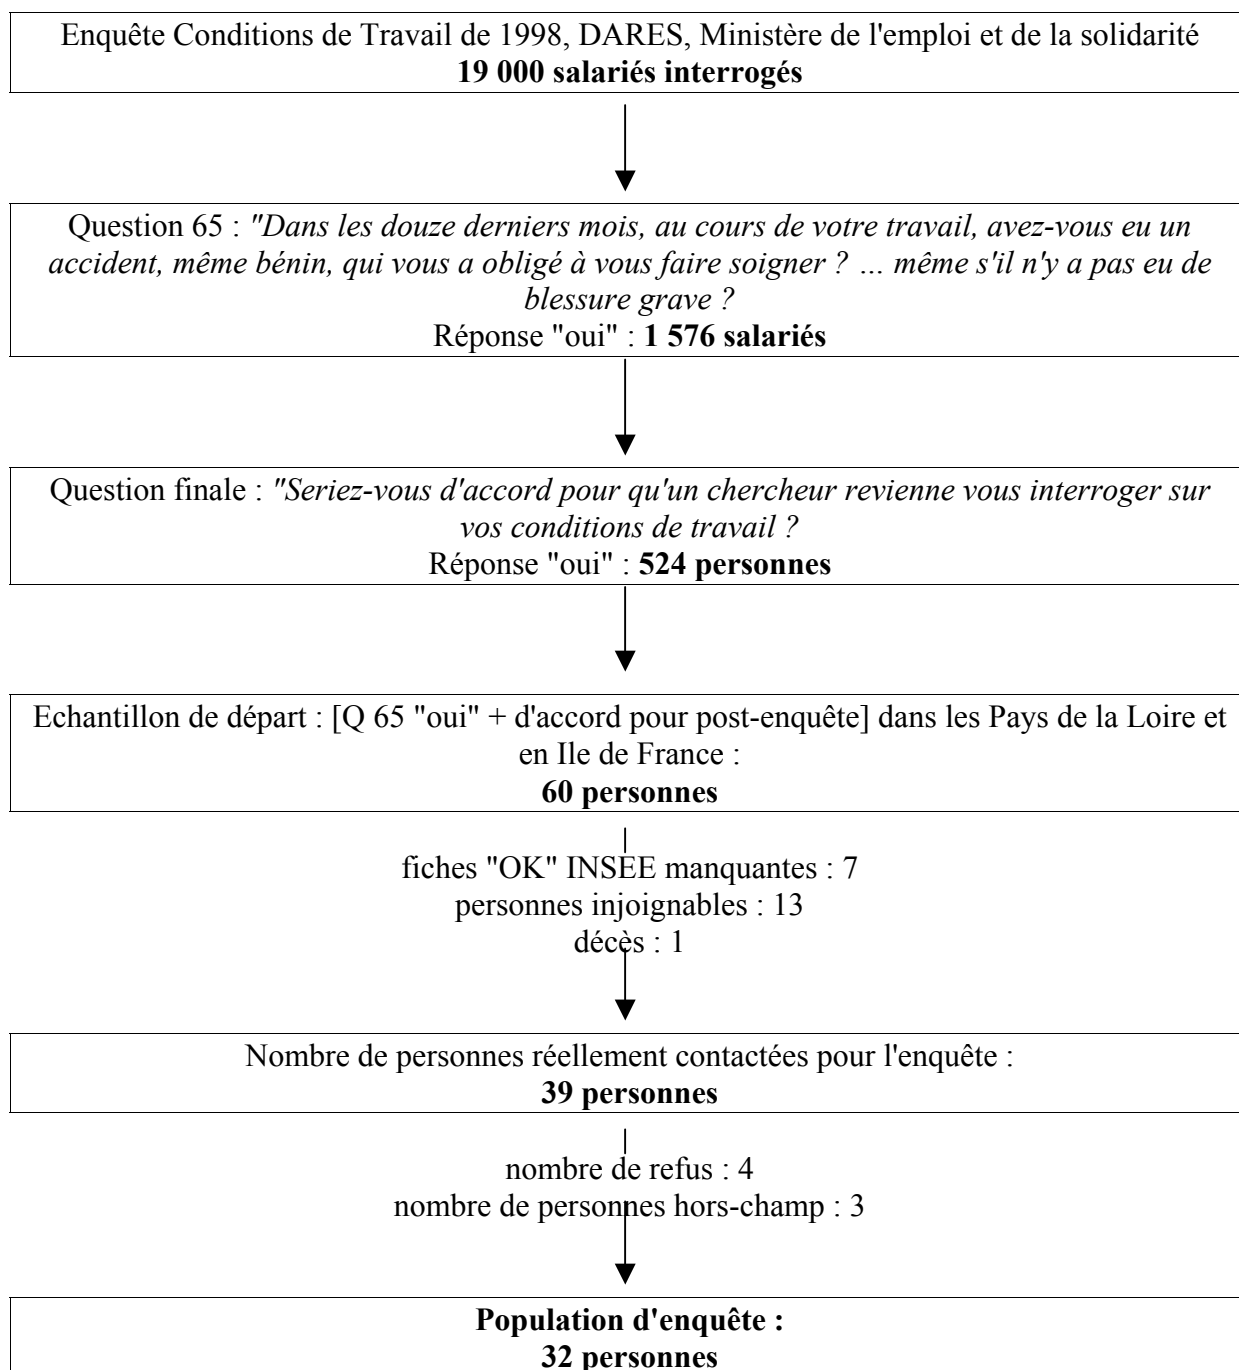 Enquête Conditions de Travail de 1998, DARES, Ministère de l'emploi et de la solidarité
19 000 salariés interrogés
Question 65 : "Dans les douze derniers mois, au cours de votre travail, avez-vous eu un
accident, même bénin, qui vous a obligé à vous faire soigner ? … même s'il n'y a pas eu de
blessure grave ?
Réponse "oui" : 1 576 salariés
Question finale : "Seriez-vous d'accord pour qu'un chercheur revienne vous interroger sur
vos conditions de travail ?
Réponse "oui" : 524 personnes
Echantillon de départ : [Q 65 "oui" + d'accord pour post-enquête] dans les Pays de la Loire et
en Ile de France :
60 personnes
fiches "OK" INSEE manquantes : 7
personnes injoignables : 13
décès : 1
Nombre de personnes réellement contactées pour l'enquête :
39 personnes
nombre de refus : 4
nombre de personnes hors-champ : 3
Population d'enquête :
32 personnes